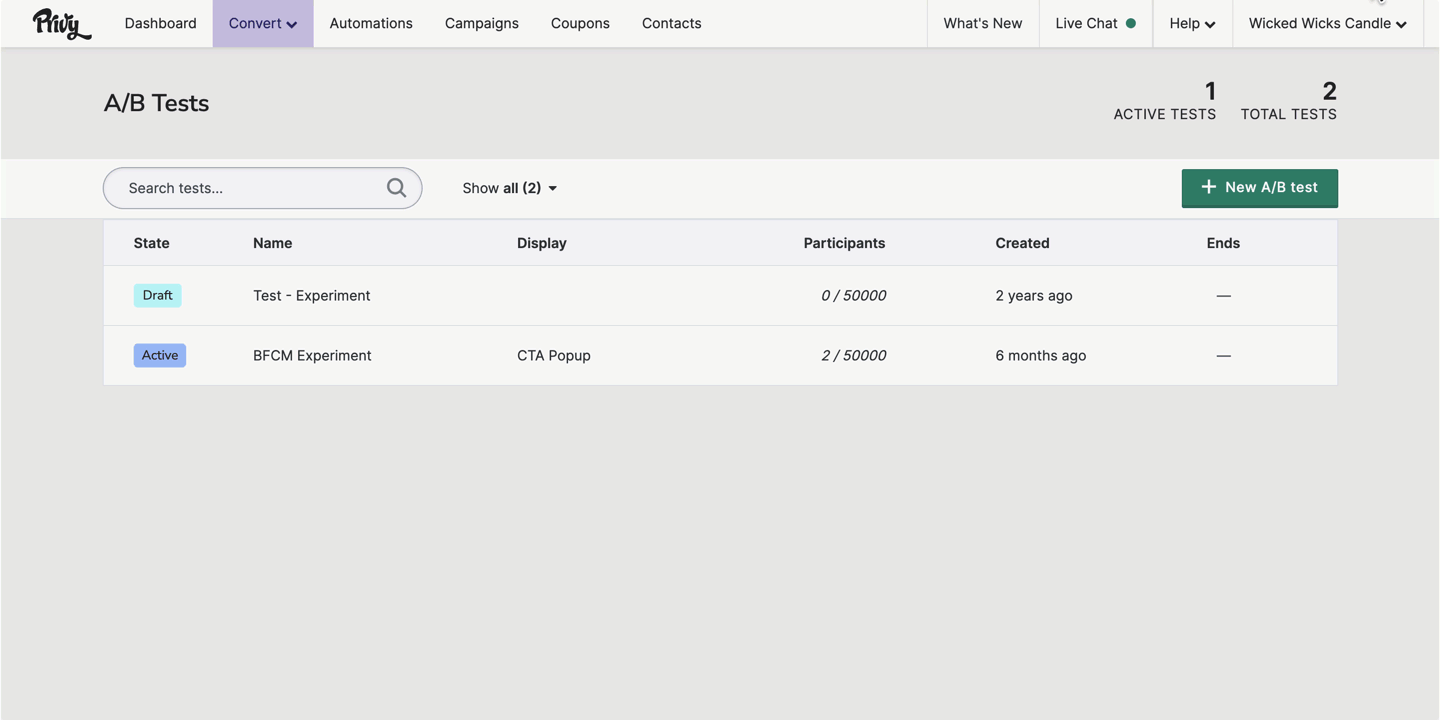 Privy Dashboard Convert Automations Campaigns Coupons Contacts What's New Live Chat Help Wicked Wicks Candle
A/B Tests
1 2
ACTIVE TESTS TOTAL TESTS
Search tests... Show all (2) + New A/B test
State Name Display Participants Created Ends
Draft Test - Experiment 0 / 50000 2 years ago —
Active BFCM Experiment CTA Popup 2 / 50000 6 months ago —